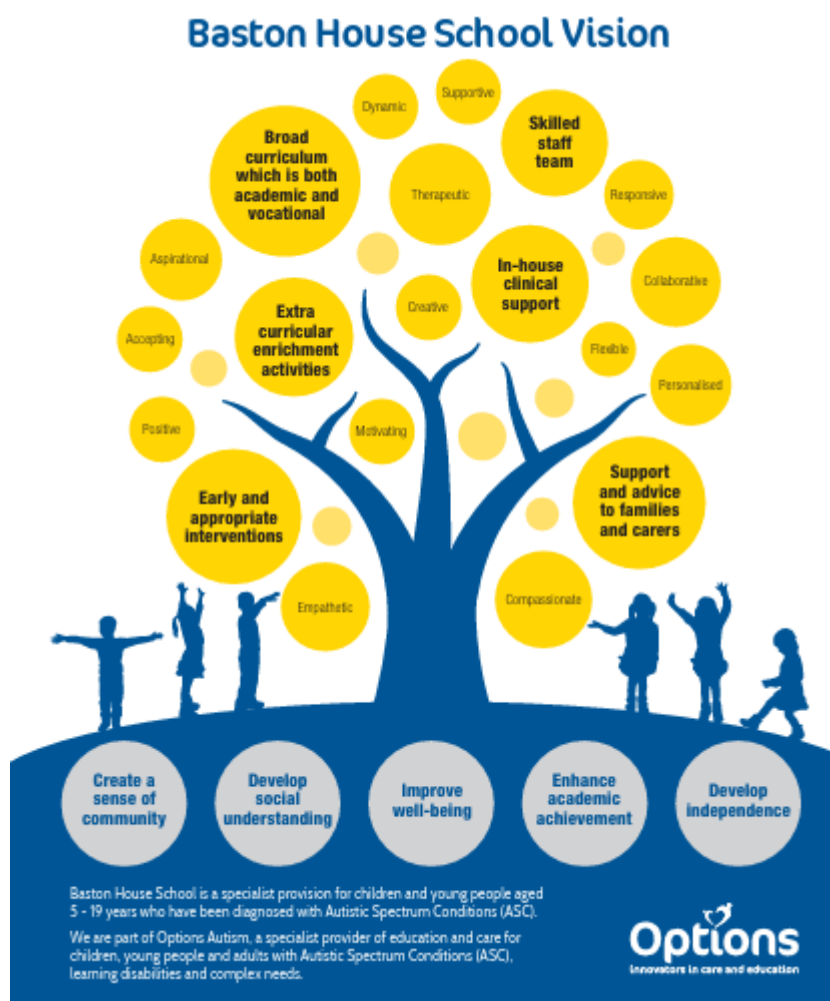 Baston House School Vision
Supportive
Dynamic
Skilled
staff
team
Broad
curriculum
which is both
academic and
vocational
Therapeutic
Responsive
Aspirational
In-house
clinical
support
Collaborative
Creative
Extra
curricular
enrichment
activities
Accepting
Flexible
Personalised
Positive
Motivating
Early and
appropriate
interventions
Support
and advice
to families
and carers
Empathetic
Compassionate
Create a
sense of
community
Develop
social
understanding
Improve
well-being
Enhance
academic
achievement
Develop
independence
Baston House School is a specialist provision for children and young people aged
5 - 19 years who have been diagnosed with Autistic Spectrum Conditions (ASC).
We are part of Options Autism, a specialist provider of education and care for
children, young people and adults with Autistic Spectrum Conditions (ASC),
learning disabilities and complex needs.
Options
Innovators in care and education